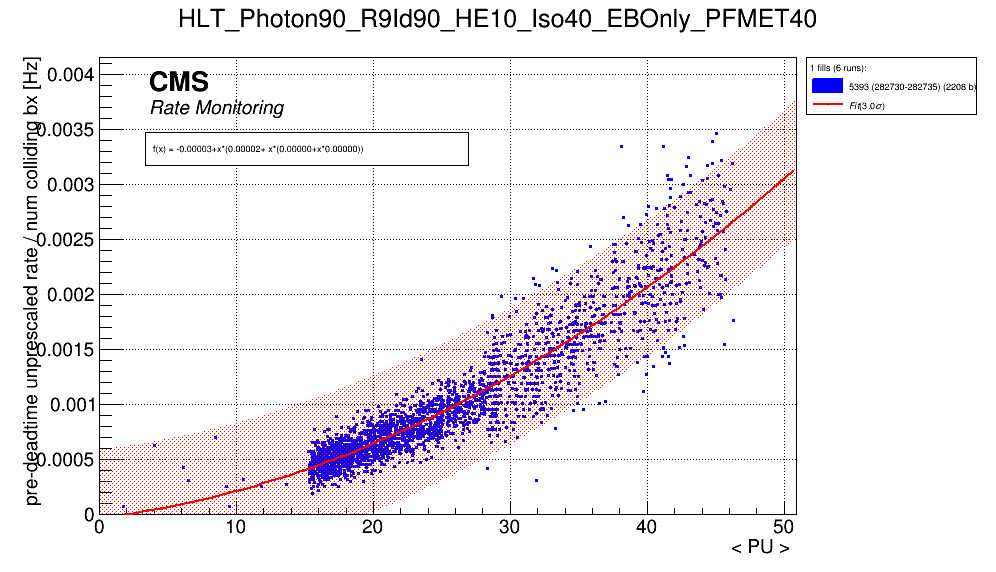 HLT_Photon90_R9Id90_HE10_Iso40_EBOnly_PFMET40
pre-deadtime unprescaled rate / num colliding bx [Hz]
0.004
0.0035
0.003
0.0025
0.002
0.0015
0.001
0.0005
0
CMS
Rate Monitoring
f(x) = -0.00003+x*(0.00002+ x*(0.00000+x*0.00000))
1 fills (6 runs):
5393 (282730-282735) (2208 b)
Fit(3.0σ)
0 10 20 30 40 50
< PU >